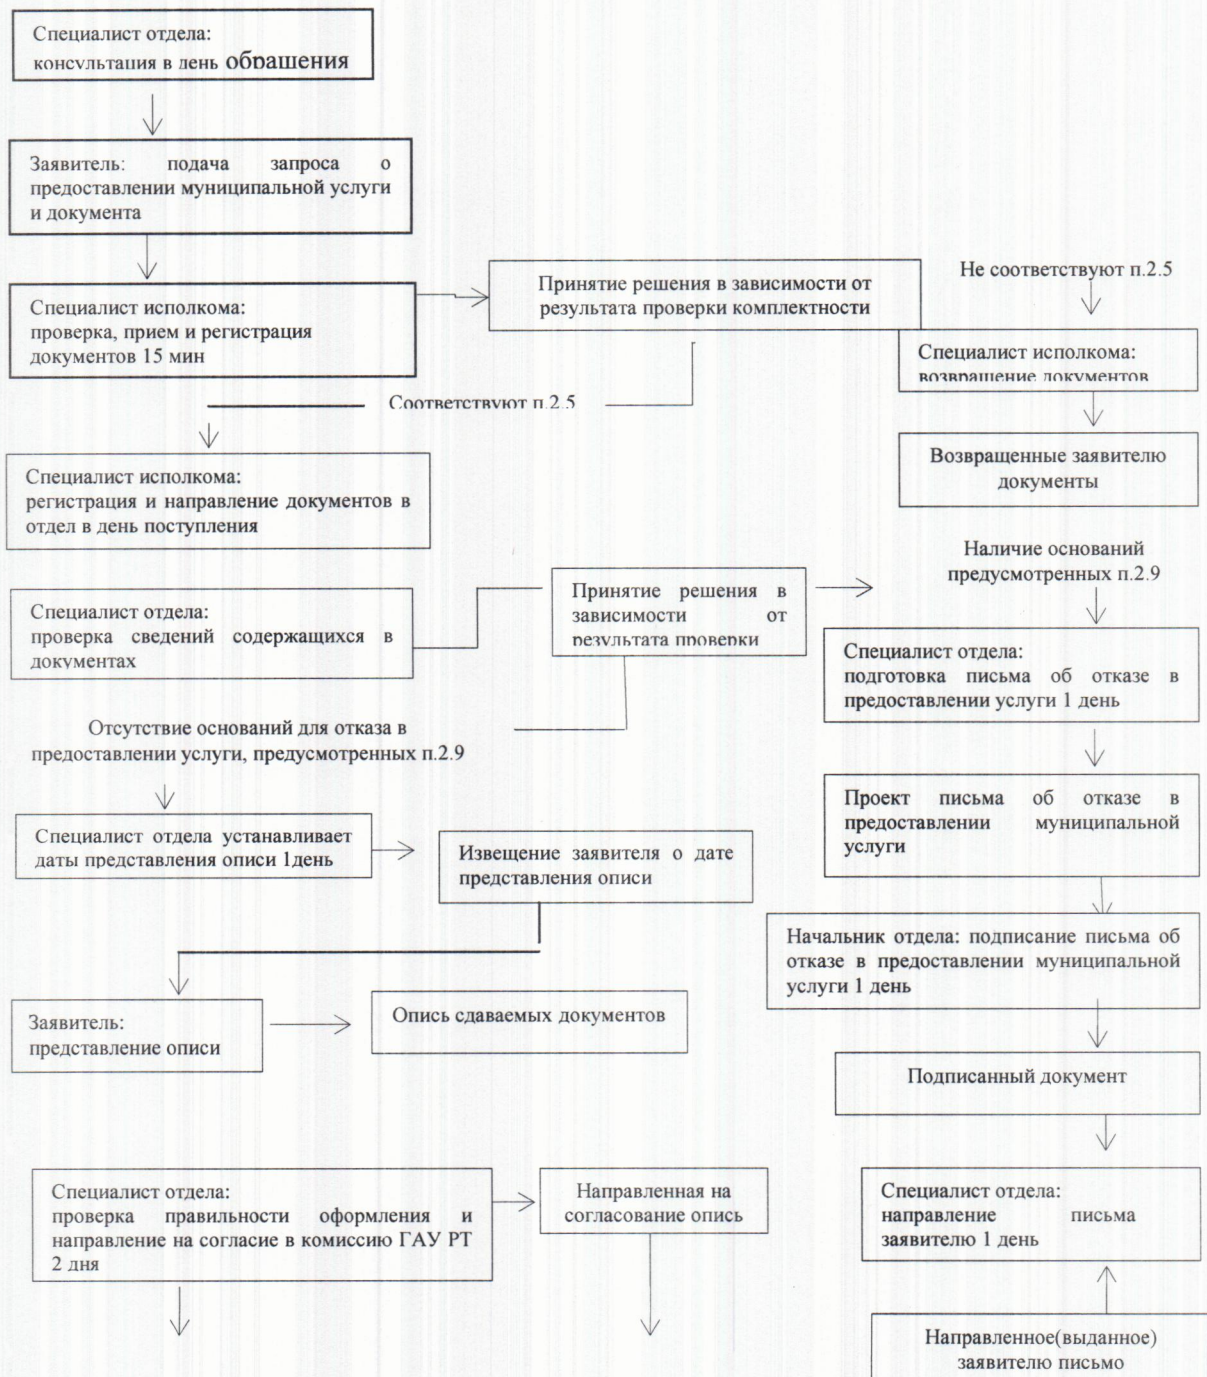 Специалист отдела:
консультация в день обращения
Заявитель: подача запроса о
предоставлении муниципальной услуги
и документа
Специалист исполкома:
проверка, прием и регистрация
документов 15 мин
Принятие решения в зависимости от
результата проверки комплектности
Не соответствуют п.2.5
Специалист исполкома:
возвращение документов
Соответствуют п.2.5
Возвращенные заявителю
документы
Специалист исполкома:
регистрация и направление документов в
отдел в день поступления
Наличие оснований
предусмотренных п.2.9
Специалист отдела:
проверка сведений содержащихся в
документах
Принятие решения в
зависимости от
результата проверки
Специалист отдела:
подготовка письма об отказе в
предоставлении услуги 1 день
Отсутствие оснований для отказа в
предоставлении услуги, предусмотренных п.2.9
Проект письма об отказе в
предоставлении муниципальной
услуги
Специалист отдела устанавливает
даты представления описи 1день
Извещение заявителя о дате
представления описи
Начальник отдела: подписание письма об
отказе в предоставлении муниципальной
услуги 1 день
Заявитель:
представление описи
Опись сдаваемых документов
Подписанный документ
Специалист отдела:
проверка правильности оформления и
направление на согласие в комиссию ГАУ РТ
2 дня
Направленная на
согласование опись
Специалист отдела:
направление письма
заявителю 1 день
Направленное(выданное)
заявителю письмо